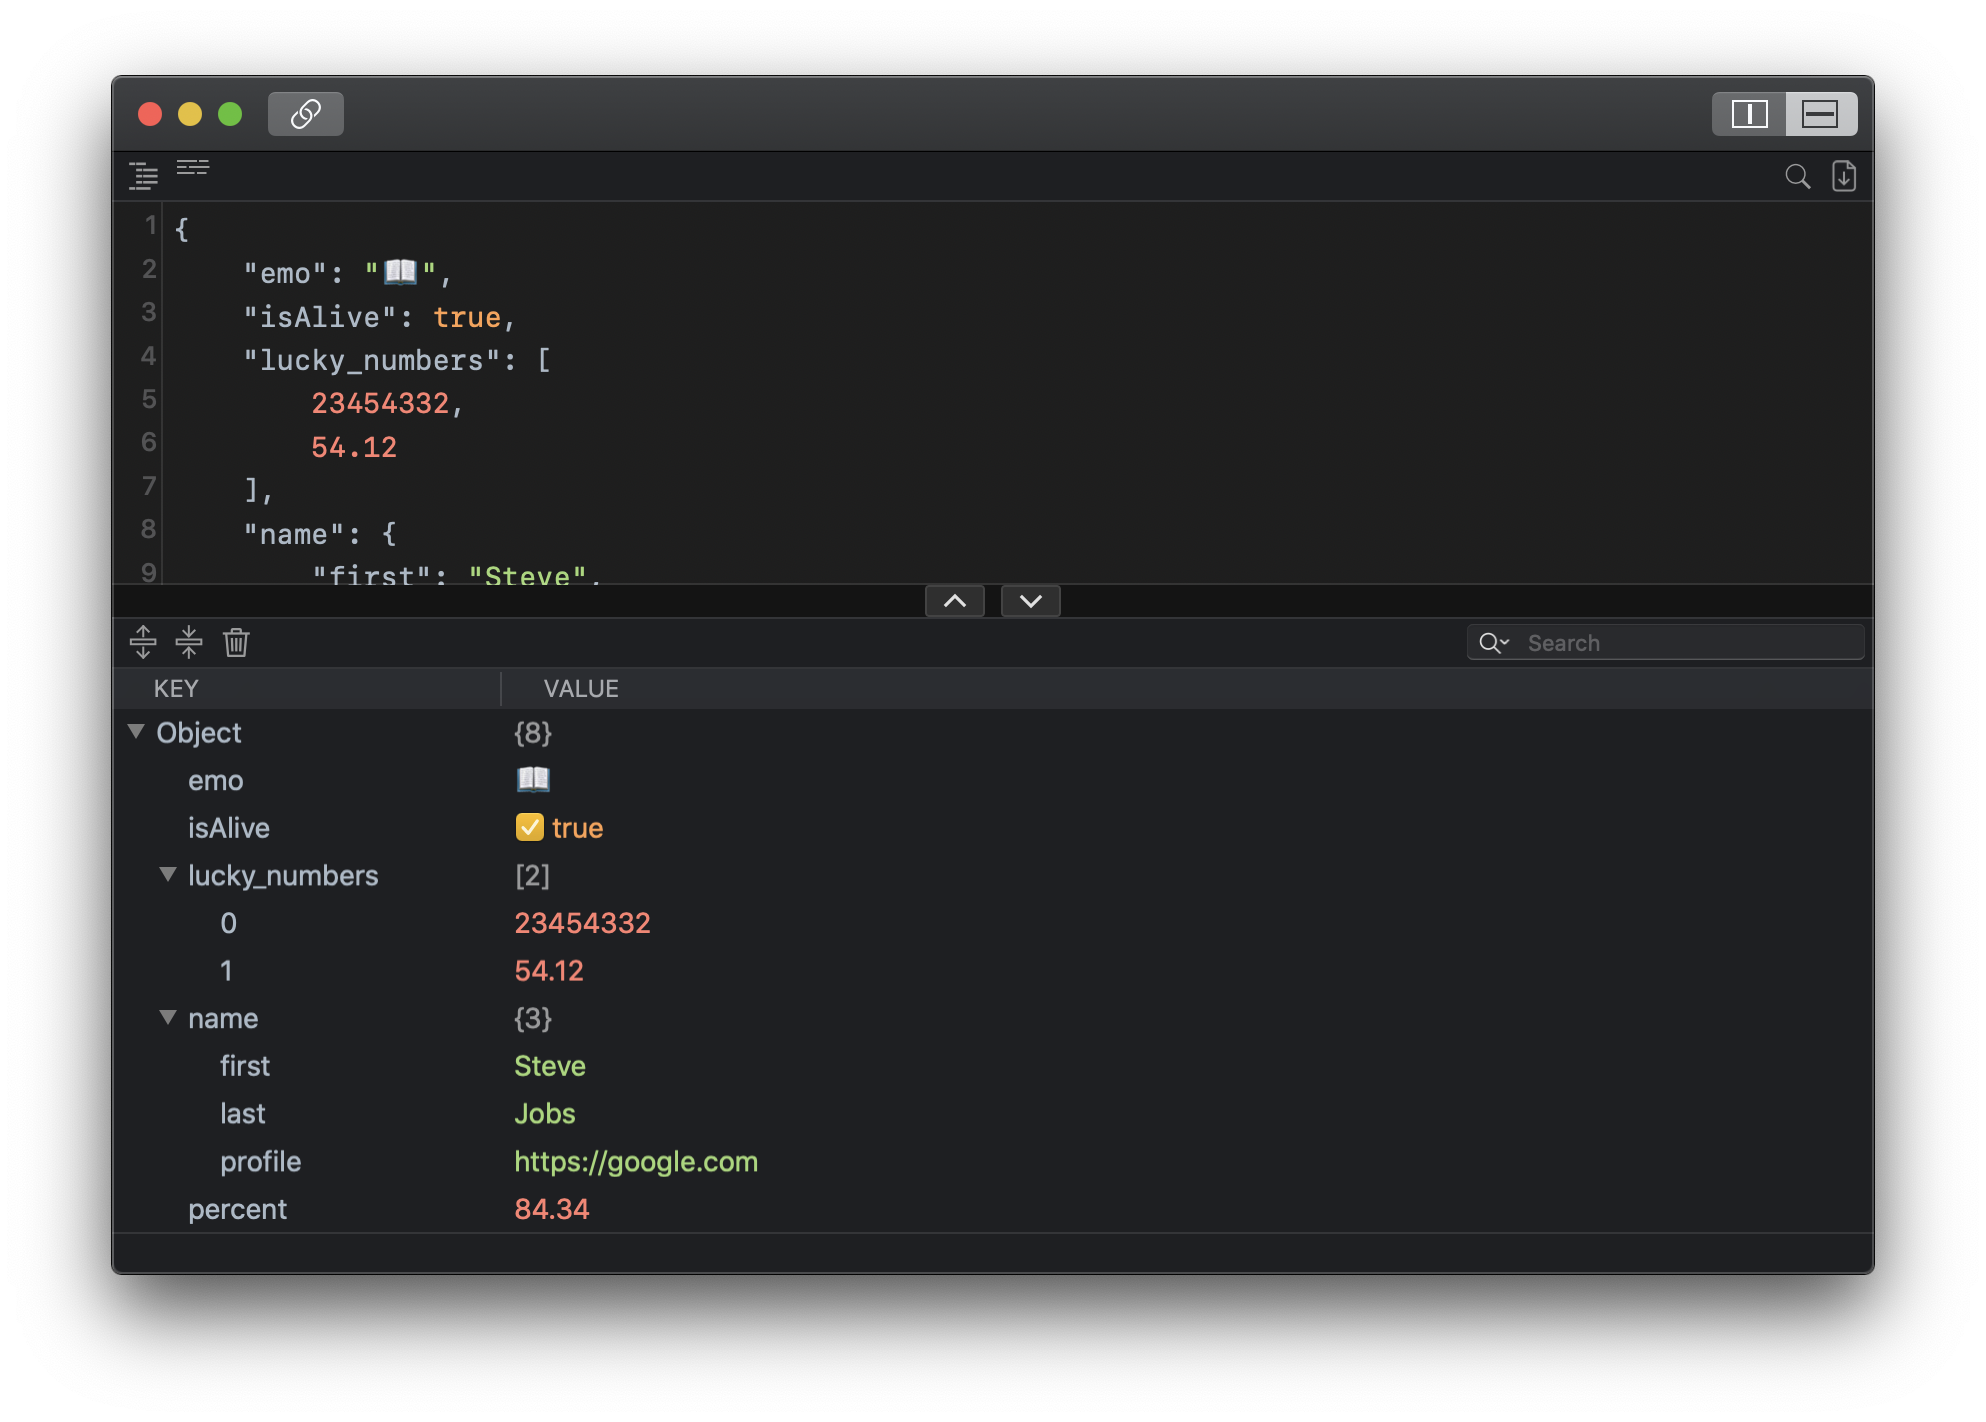 1 {
2 "emo": "📖",
3 "isAlive": true,
4 "lucky_numbers": [
5 23454332,
6 54.12
7 ],
8 "name": {
9 "first": "Steve",
Search
KEY VALUE
Object {8}
emo 📖
isAlive ✅ true
lucky_numbers [2]
0 23454332
1 54.12
name {3}
first Steve
last Jobs
profile https://google.com
percent 84.34